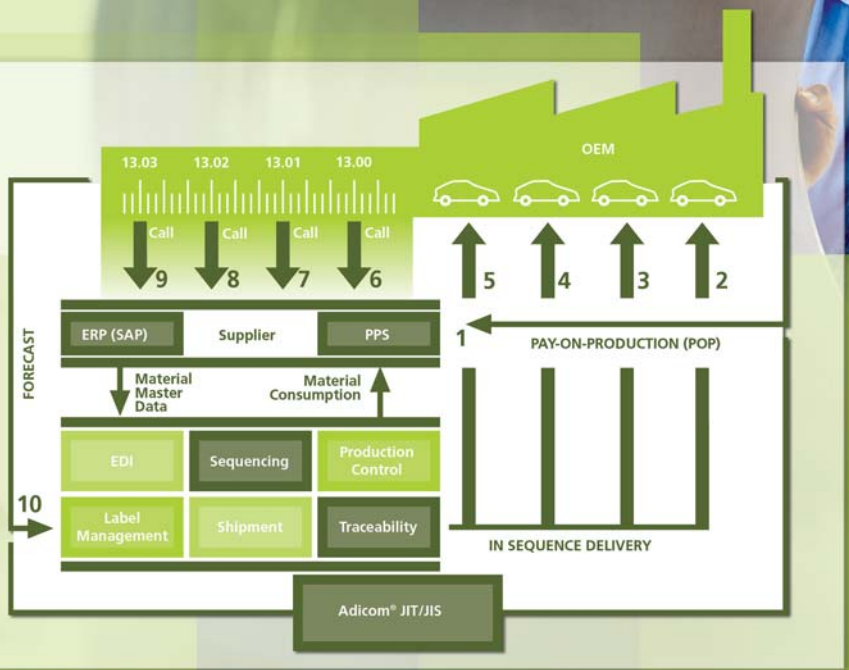 OEM
13.03 13.02 13.01 13.00
Call Call Call Call
9 8 7 6 5 4 3 2
ERP (SAP) Supplier PPS
1
PAY-ON-PRODUCTION (POP)
FORECAST
Material
Master
Data
Material
Consumption
EDI Sequencing Production
Control
10
Label
Management Shipment Traceability
IN SEQUENCE DELIVERY
Adicom® JIT/JIS